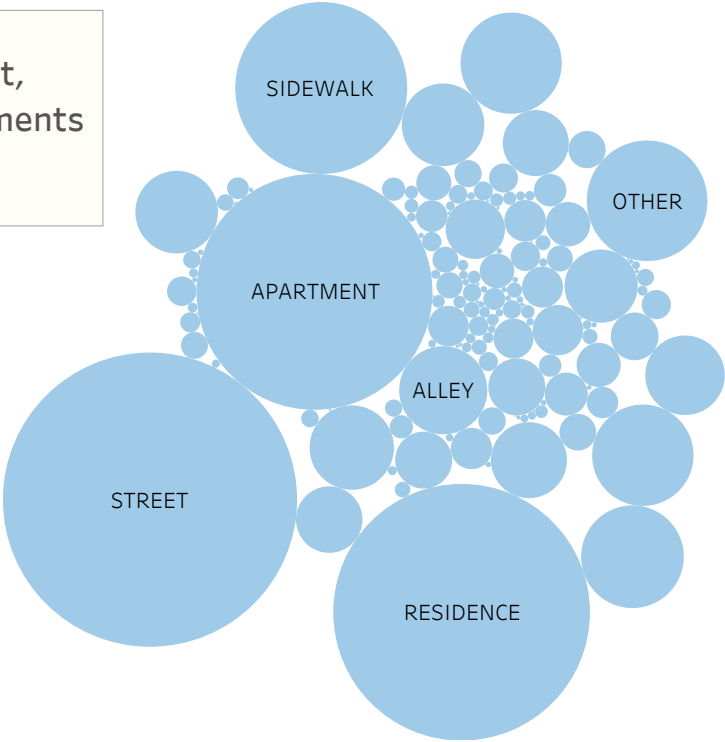 t,
SIDEWALK
OTHER
APARTMENT
ALLEY
STREET
RESIDENCE